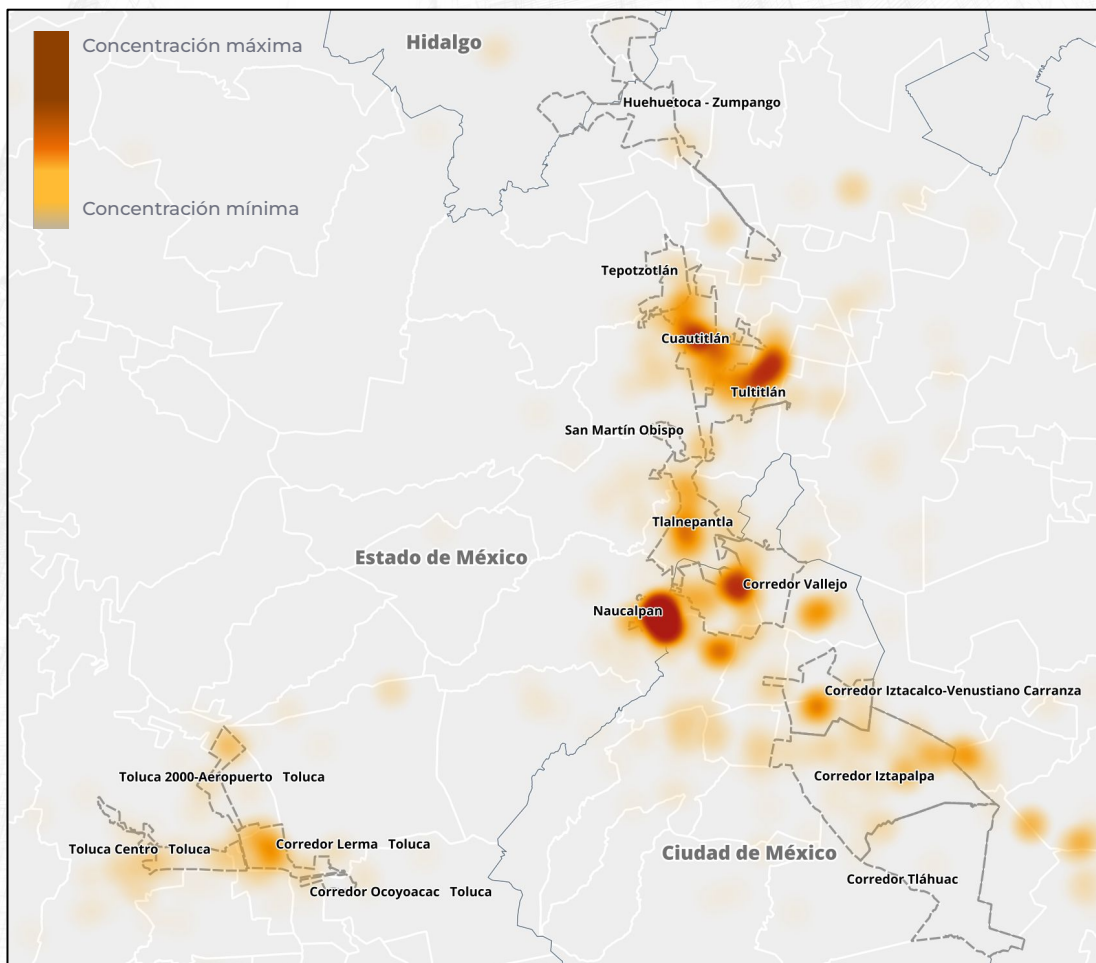 Concentración máxima
Hidalgo
Huehuetoca - Zumpango
Concentración mínima
Tepotzotlán
Cuautitlán
Tultitlán
San Martín Obispo
Tlalnepantla
Estado de México
Corredor Vallejo
Naucalpan
Corredor Iztacalco-Venustiano Carranza
Toluca 2000-Aeropuerto Toluca
Corredor Iztapalpa
Corredor Lerma Toluca
Toluca Centro Toluca
Ciudad de México
Corredor Tláhuac
Corredor Ocoyoacac Toluca